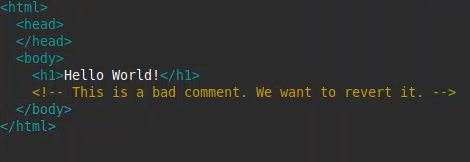 <html>
  <head>
  </head>
  <body>
    <h1>Hello World!</h1>
    <!-- This is a bad comment. We want to revert it. -->
  </body>
</html>